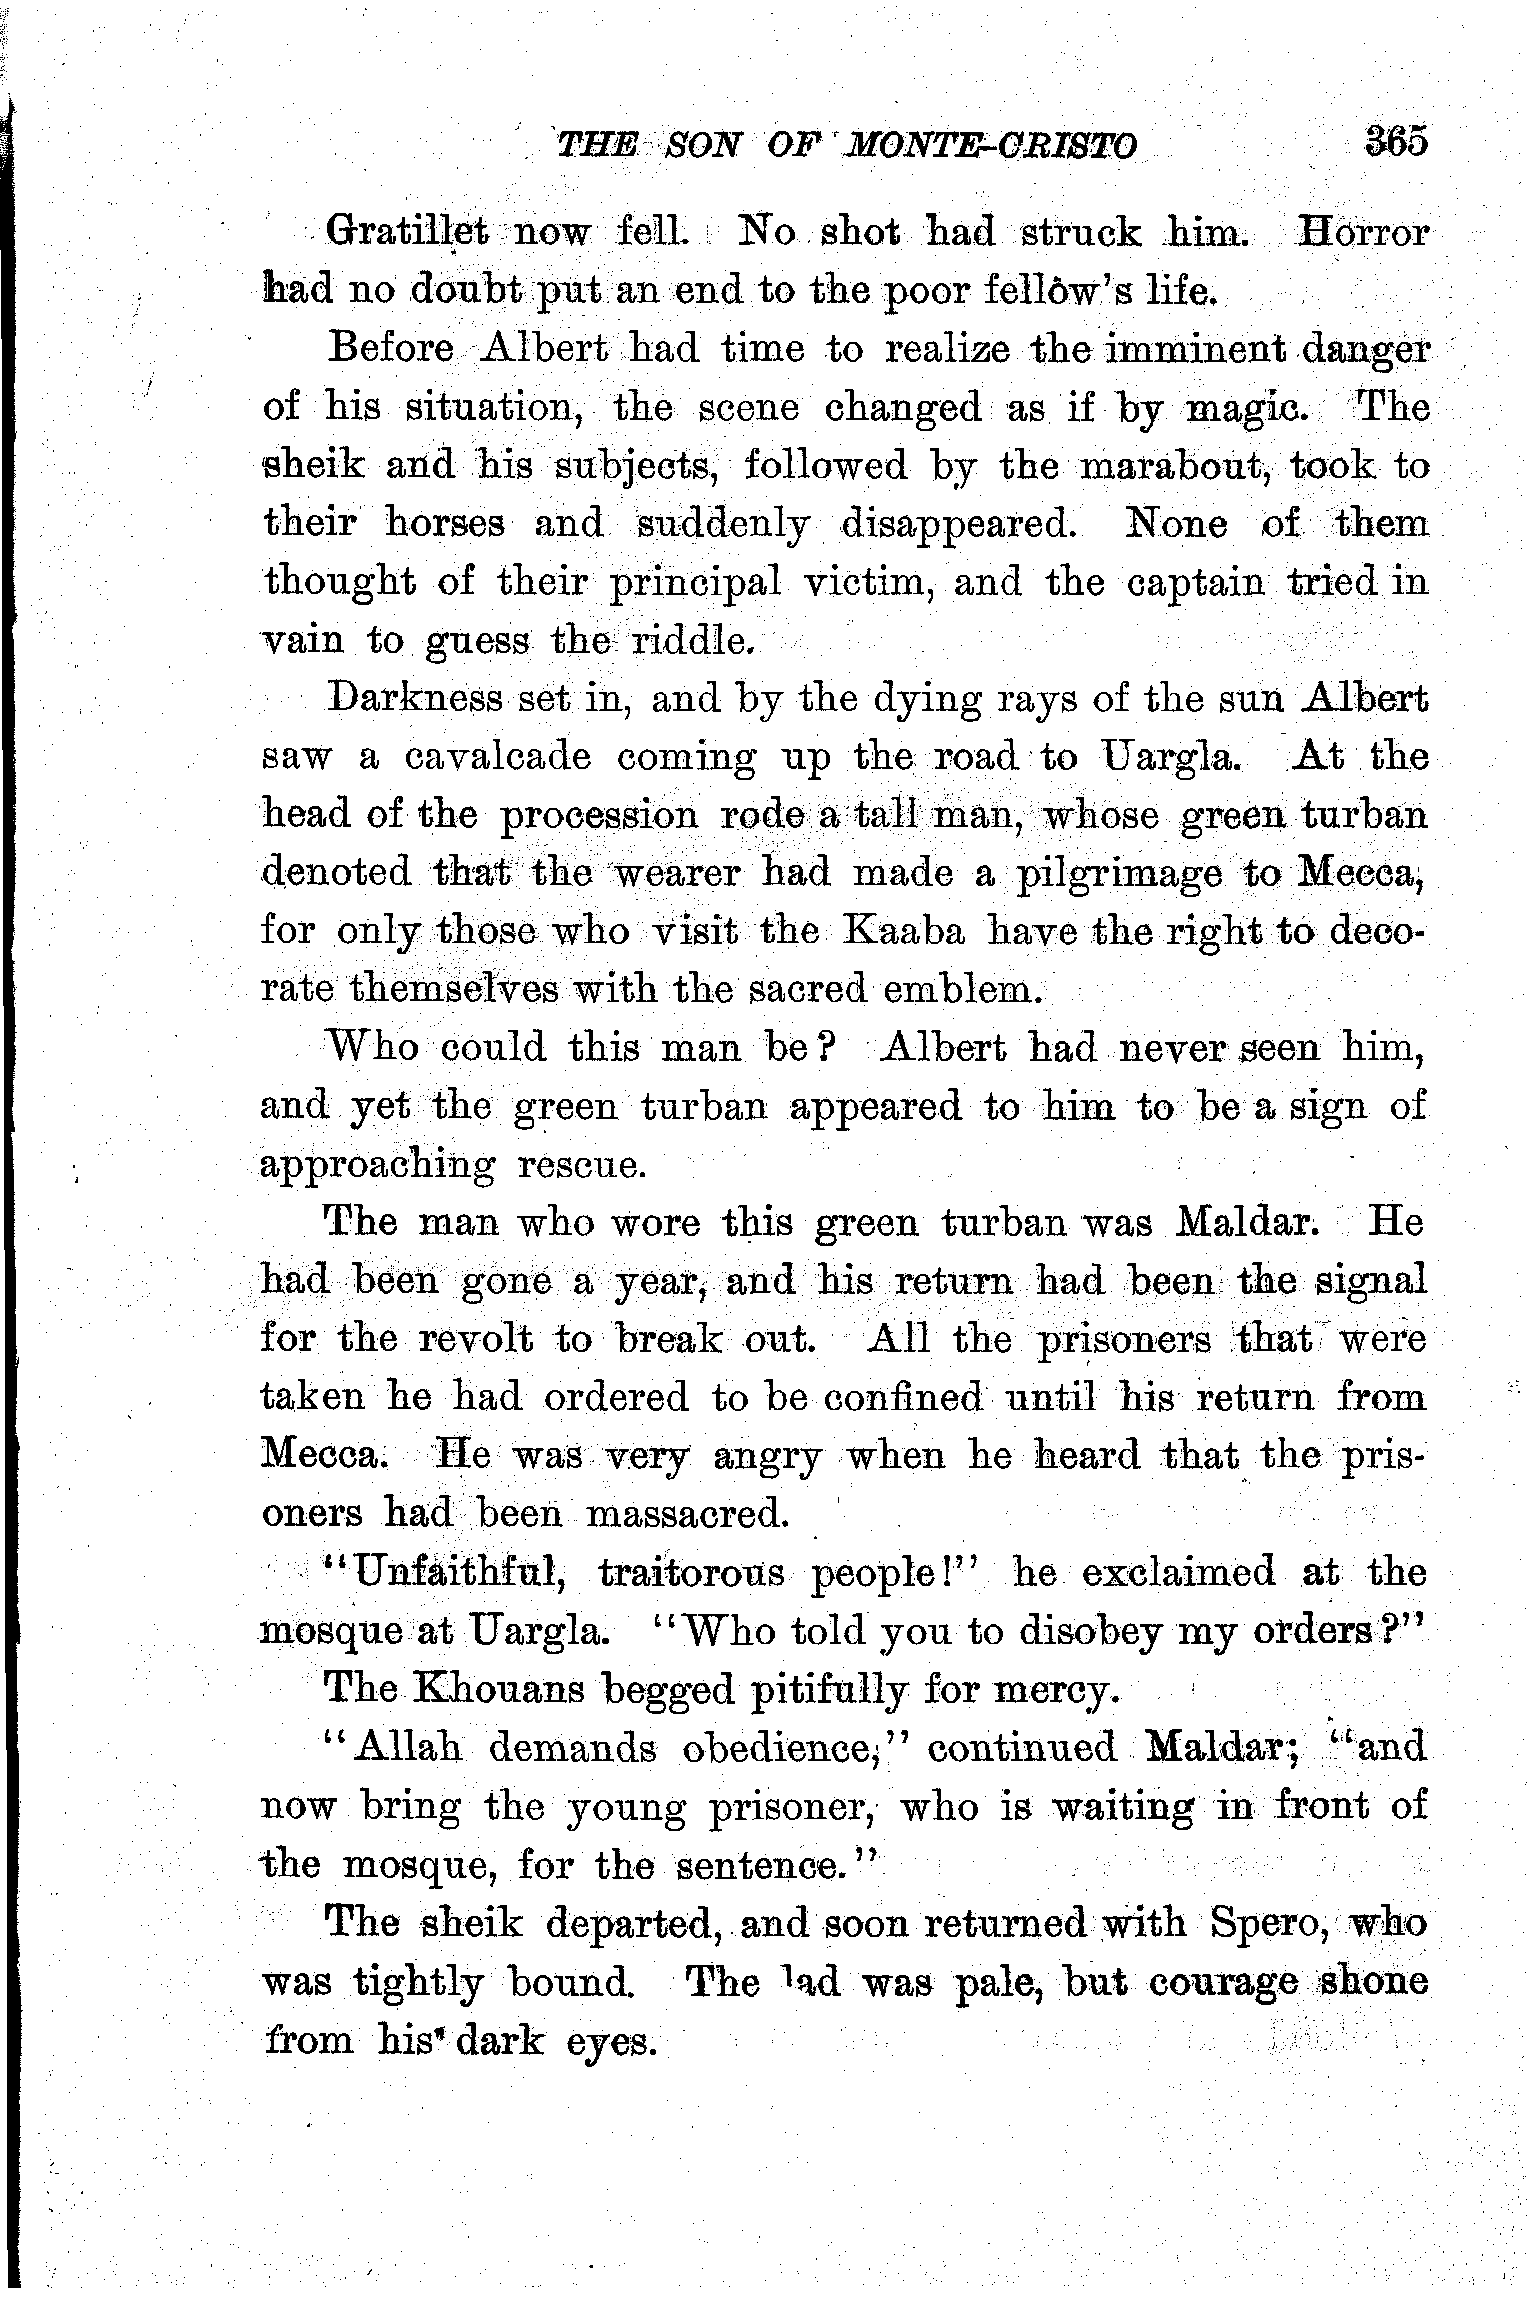 THE SON OF MONTE-CRISTO 365
Gratillet now fell. No shot had struck him. Horror
had no doubt put an end to the poor fellow's life.
Before Albert had time to realize the imminent danger
of his situation, the scene changed as if by magic. The
sheik and his subjects, followed by the marabout, took to
their horses and suddenly disappeared. None of them
thought of their principal victim, and the captain tried in
vain to guess the riddle.
Darkness set in, and by the dying rays of the sun Albert
saw a cavalcade coming up the road to Uargla. At the
head of the procession rode a tall man, whose green turban
denoted that the wearer had made a pilgrimage to Mecca,
for only those who visit the Kaaba have the right to deco-
rate themselves with the sacred emblem.
Who could this man be? Albert had never seen him,
and yet the green turban appeared to him to be a sign of
approaching rescue.
The man who wore this green turban was Maldar. He
had been gone a year, and his return had been the signal
for the revolt to break out. All the prisoners that were
taken he had ordered to be confined until his return from
Mecca. He was very angry when he heard that the pris-
oners had been massacred.
"Unfaithful, traitorous people!" he exclaimed at the
mosque at Uargla. "Who told you to disobey my orders?"
The Khouans begged pitifully for mercy.
"Allah demands obedience," continued Maldar; "and
now bring the young prisoner, who is waiting in front of
the mosque, for the sentence."
The sheik departed, and soon returned with Spero, who
was tightly bound. The lad was pale, but courage shone
from his dark eyes.